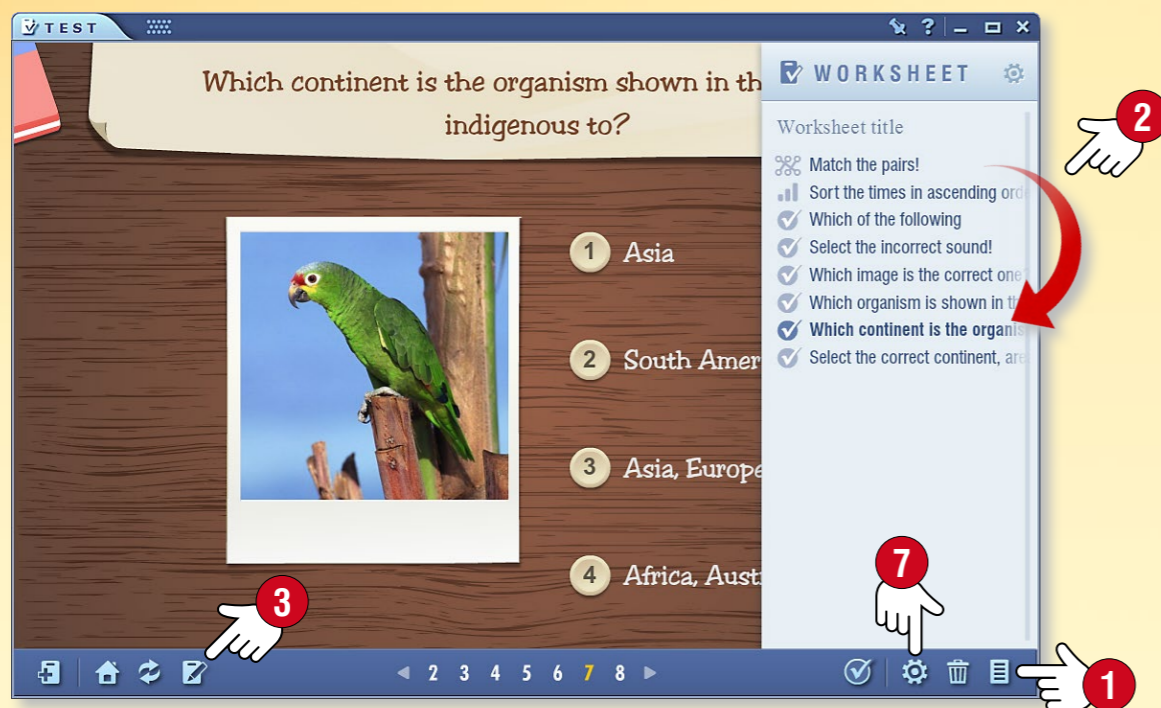 TEST
?
Which continent is the organism shown in th
indigenous to?
1 Asia
2 South Amer
3 Asia, Europe
4 Africa, Aust
WORKSHEET
Worksheet title
Match the pairs!
Sort the times in ascending orde
Which of the following
Select the incorrect sound!
Which image is the correct one?
Which organism is shown in th
Which continent is the organis
Select the correct continent, are
2
3
7
1
2 3 4 5 6 7 8